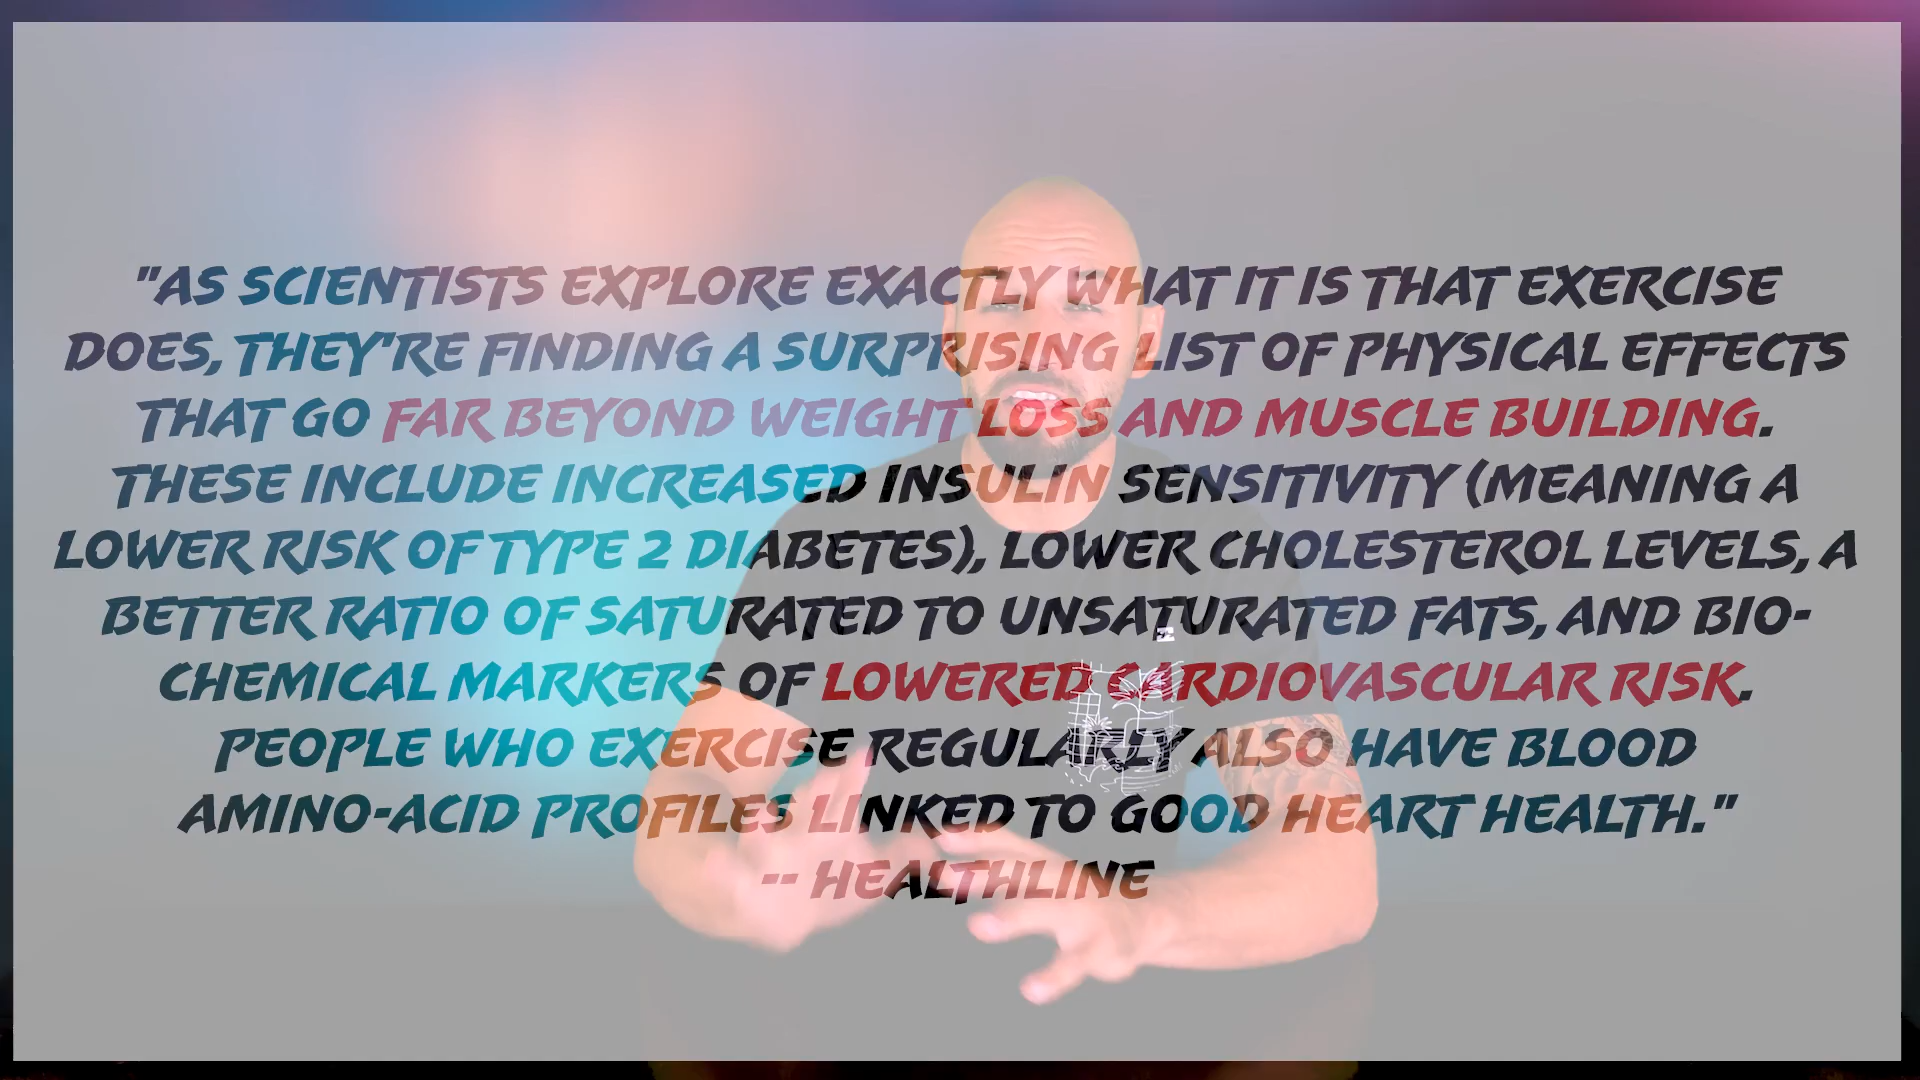 "AS SCIENTISTS EXPLORE EXACTLY WHAT IT IS THAT EXERCISE
DOES, THEY'RE FINDING A SURPRISING LIST OF PHYSICAL EFFECTS
THAT GO FAR BEYOND WEIGHT LOSS AND MUSCLE BUILDING.
THESE INCLUDE INCREASED INSULIN SENSITIVITY (MEANING A
LOWER RISK OF TYPE 2 DIABETES), LOWER CHOLESTEROL LEVELS, A
BETTER RATIO OF SATURATED TO UNSATURATED FATS, AND BIO-
CHEMICAL MARKERS OF LOWERED CARDIOVASCULAR RISK.
PEOPLE WHO EXERCISE REGULARLY ALSO HAVE BLOOD
AMINO-ACID PROFILES LINKED TO GOOD HEART HEALTH."
-- HEALTHLINE